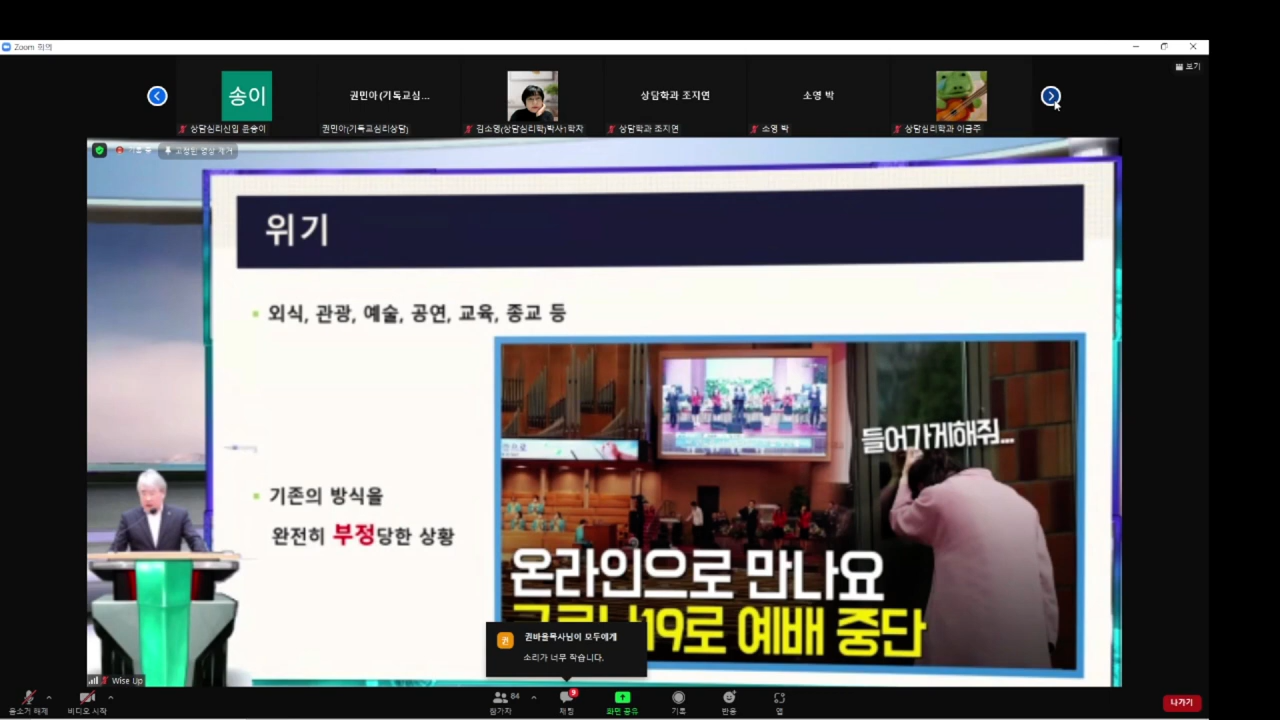 Zoom 회의
보기
송이
권민아(기독교심...
상담학과 조지연
소영 박
상담심리신입 윤송이
권민아(기독교심리상담)
김소영(상담심리학)박사1학차
상담학과 조지연
소영 박
상담심리학과 이금주
고정된 영상 제거
위기
외식, 관광, 예술, 공연, 교육, 종교 등
들어가게해줘...
기존의 방식을
완전히 부정당한 상황
온라인으로 만나요
코로나19로 예배 중단
권
권바울목사님이 모두에게
소리가 너무 작습니다.
Wise Up
음소거 해제
비디오 시작
84
참가자
9
채팅
화면 공유
기록
반응
앱
나가기